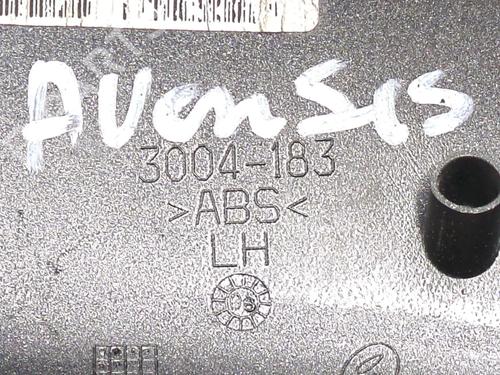 AVENSIS
3004-183
>ABS<
LH